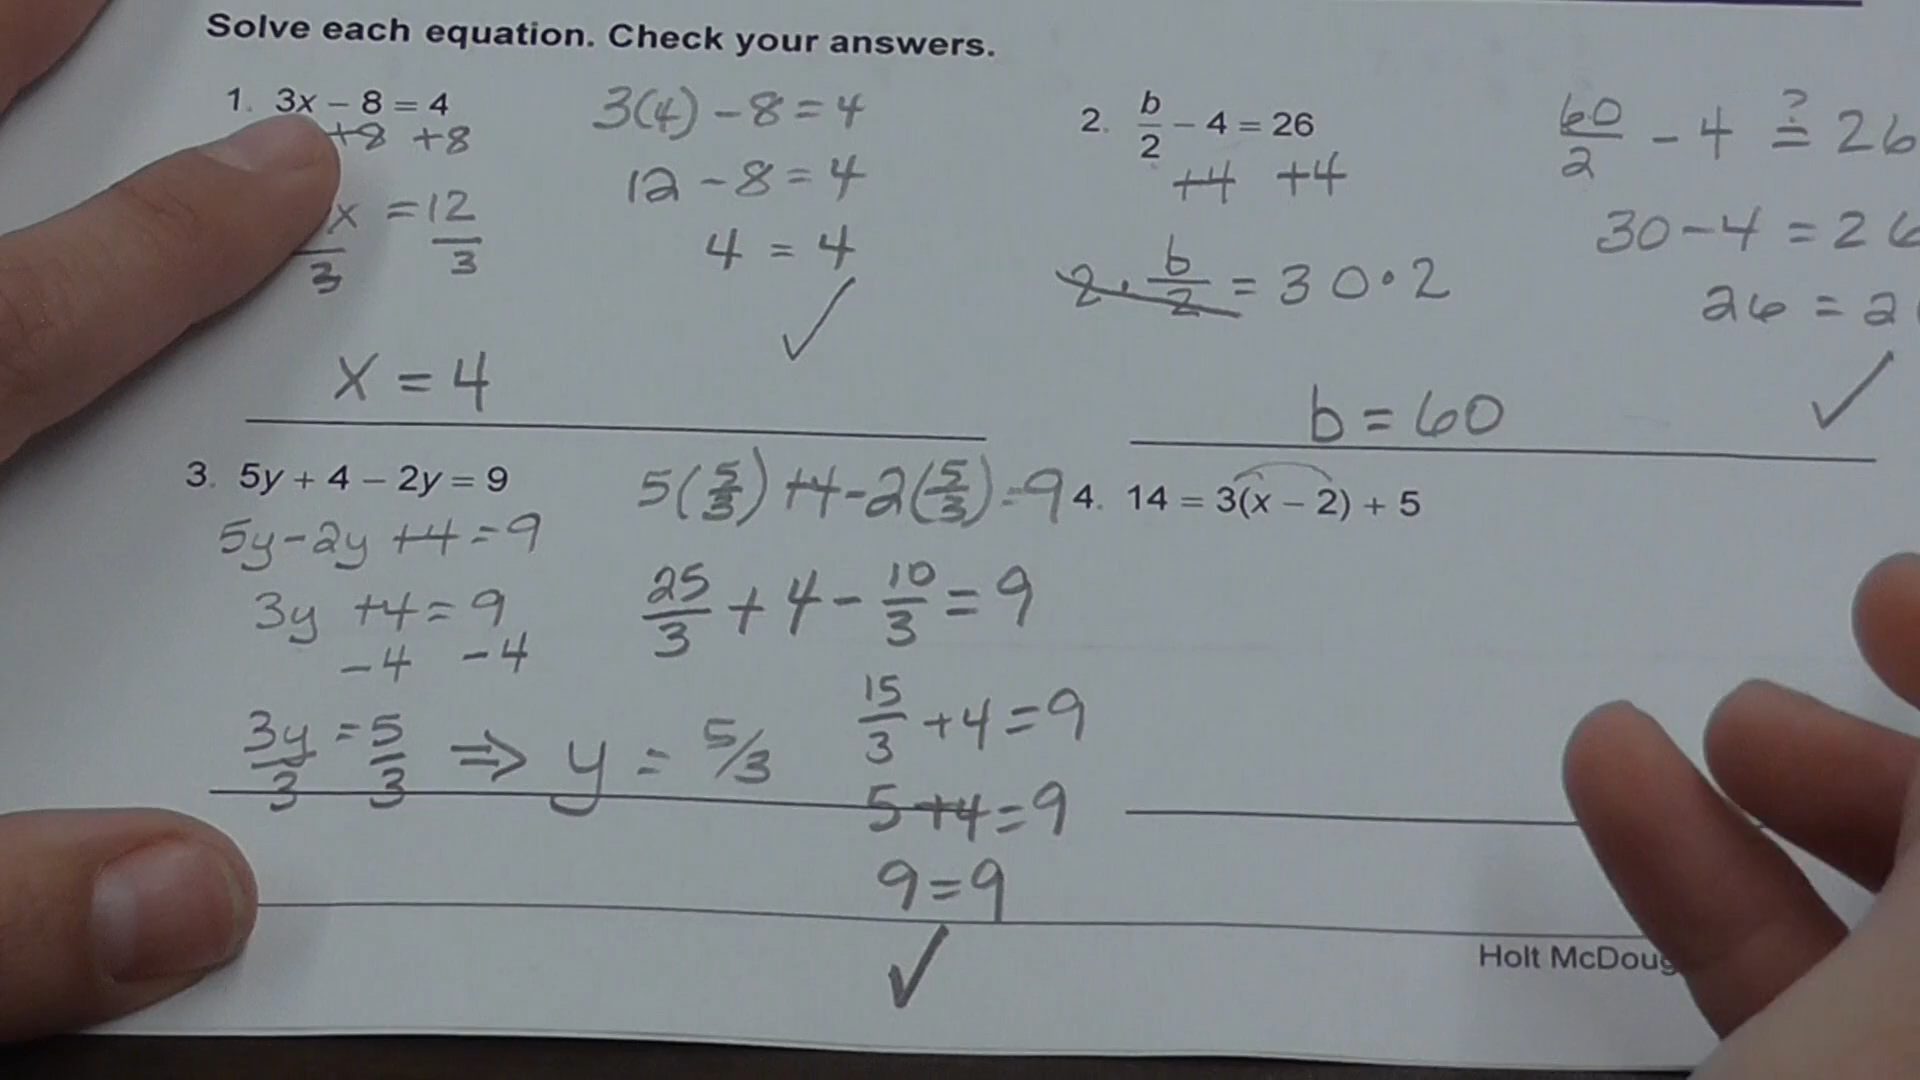 Solve each equation. Check your answers.
1. 3x − 8 = 4
+8 +8
x = 12
3 3
x = 4
3(4) − 8 = 4
12 − 8 = 4
4 = 4
✓
2. b/2 − 4 = 26
+4 +4
2 · b/2 = 30 · 2
b = 60
60/2 − 4 ≟ 26
30 − 4 = 26
26 = 2
✓
3. 5y + 4 − 2y = 9
5y − 2y + 4 = 9
3y + 4 = 9
−4 −4
3y/3 = 5/3 ⇒ y = 5/3
5(5/3) + 4 − 2(5/3) = 9
25/3 + 4 − 10/3 = 9
15/3 + 4 = 9
5 + 4 = 9
9 = 9
✓
4. 14 = 3(x − 2) + 5
Holt McDoug